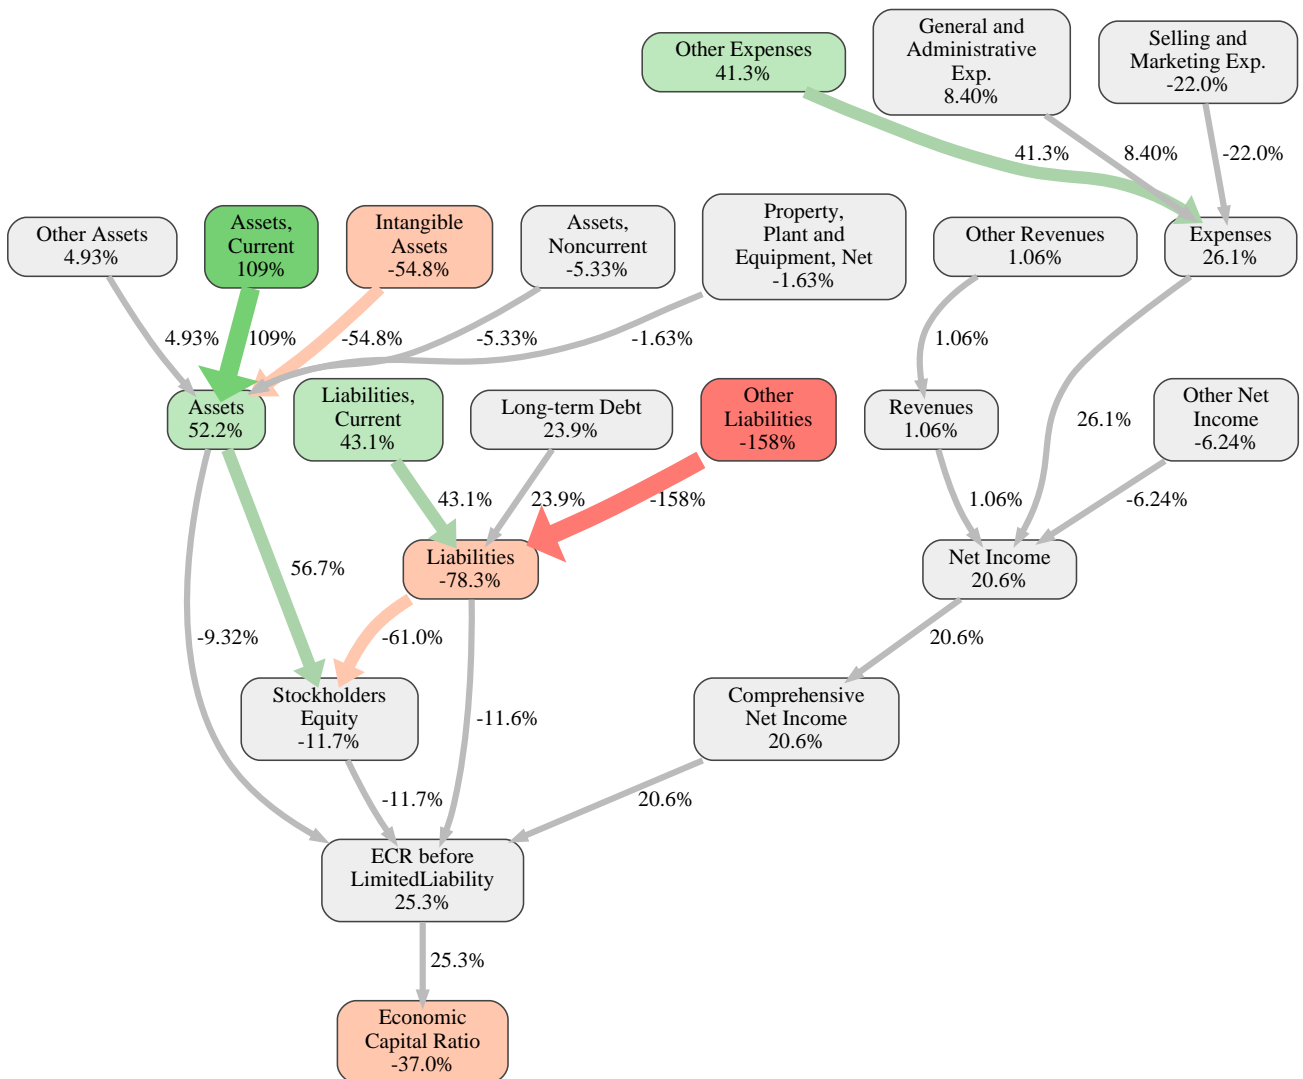 Other Expenses
41.3%
General and
Administrative
Exp.
8.40%
Selling and
Marketing Exp.
-22.0%
41.3%
8.40%
-22.0%
Other Assets
4.93%
Assets,
Current
109%
Intangible
Assets
-54.8%
Assets,
Noncurrent
-5.33%
Property,
Plant and
Equipment, Net
-1.63%
Other Revenues
1.06%
Expenses
26.1%
4.93%
109%
-54.8%
-5.33%
-1.63%
1.06%
Assets
52.2%
Liabilities,
Current
43.1%
Long-term Debt
23.9%
Other
Liabilities
-158%
Revenues
1.06%
26.1%
Other Net
Income
-6.24%
43.1%
23.9%
-158%
1.06%
-6.24%
56.7%
Liabilities
-78.3%
Net Income
20.6%
-9.32%
-61.0%
20.6%
Stockholders
Equity
-11.7%
-11.6%
Comprehensive
Net Income
20.6%
-11.7%
20.6%
ECR before
LimitedLiability
25.3%
25.3%
Economic
Capital Ratio
-37.0%